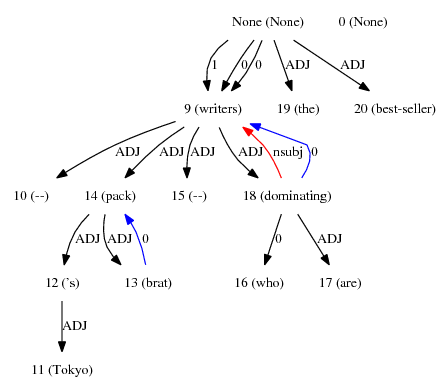 None (None) 0 (None)
1 0 0 ADJ ADJ
9 (writers) 19 (the) 20 (best-seller)
ADJ ADJ ADJ ADJ nsubj 0
10 (--) 14 (pack) 15 (--) 18 (dominating)
ADJ ADJ 0 0 ADJ
12 ('s) 13 (brat) 16 (who) 17 (are)
ADJ
11 (Tokyo)